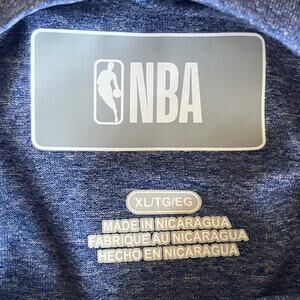 NBA
XL/TG/EG
MADE IN NICARAGUA
FABRIQUE AU NICARAGUA
HECHO EN NICARAGUA